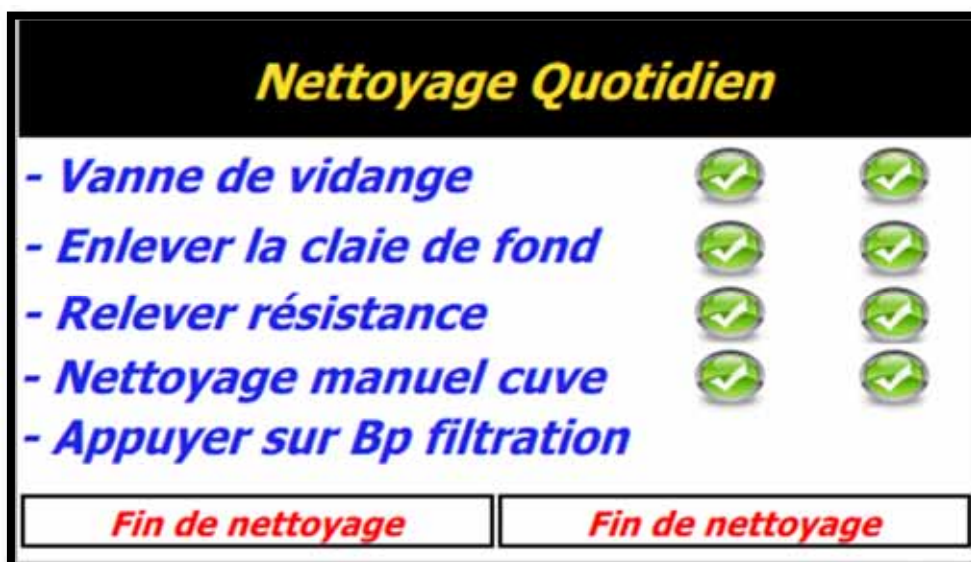 Nettoyage Quotidien
- Vanne de vidange
- Enlever la claie de fond
- Relever résistance
- Nettoyage manuel cuve
- Appuyer sur Bp filtration
Fin de nettoyage
Fin de nettoyage